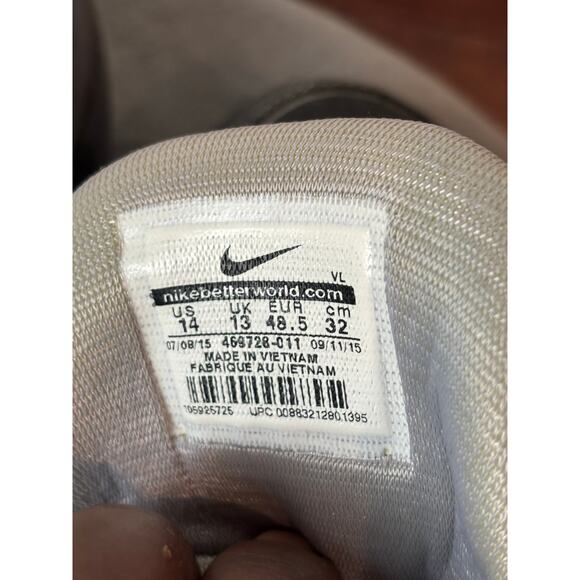 VL
nikebetterworld.com
US UK EUR cm
14 13 48.5 32
07/08/15 469728-011 09/11/15
MADE IN VIETNAM
FABRIQUE AU VIETNAM
UPC 00883212801395